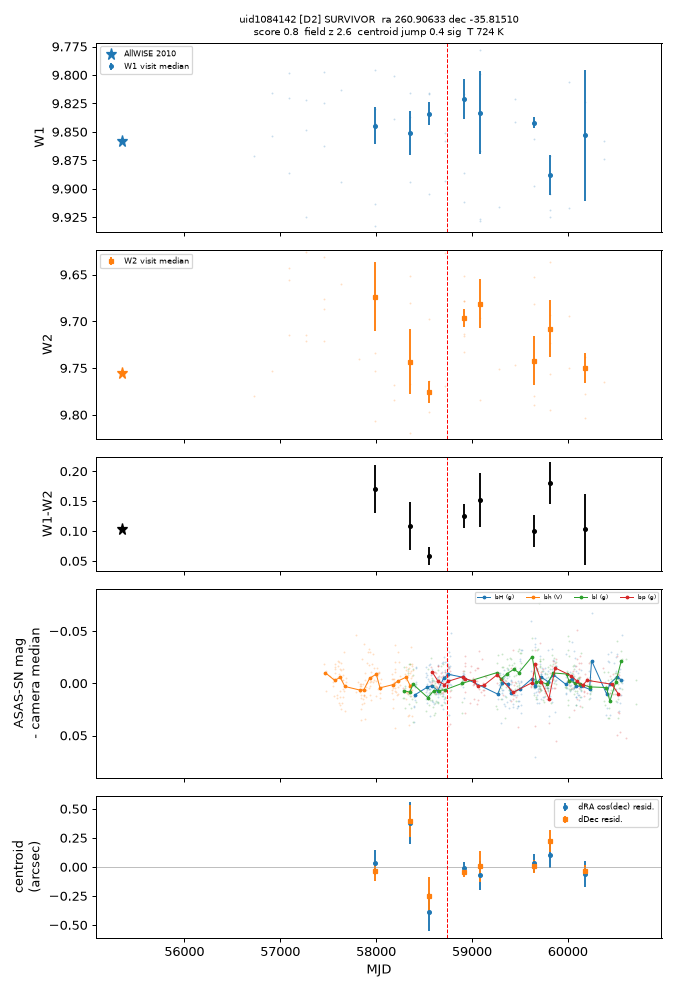 uid1084142 [D2] SURVIVOR ra 260.90633 dec -35.81510
score 0.8 field z 2.6 centroid jump 0.4 sig T 724 K
9.775
9.800
9.825
9.850
9.875
9.900
9.925
W1
AllWISE 2010
W1 visit median
9.65
9.70
9.75
9.80
W2
W2 visit median
0.20
0.15
0.10
0.05
W1-W2
−0.05
0.00
0.05
ASAS-SN mag
- camera median
bH (g)
bh (V)
bl (g)
bp (g)
0.50
0.25
0.00
−0.25
−0.50
centroid
(arcsec)
dRA cos(dec) resid.
dDec resid.
56000
57000
58000
59000
60000
MJD